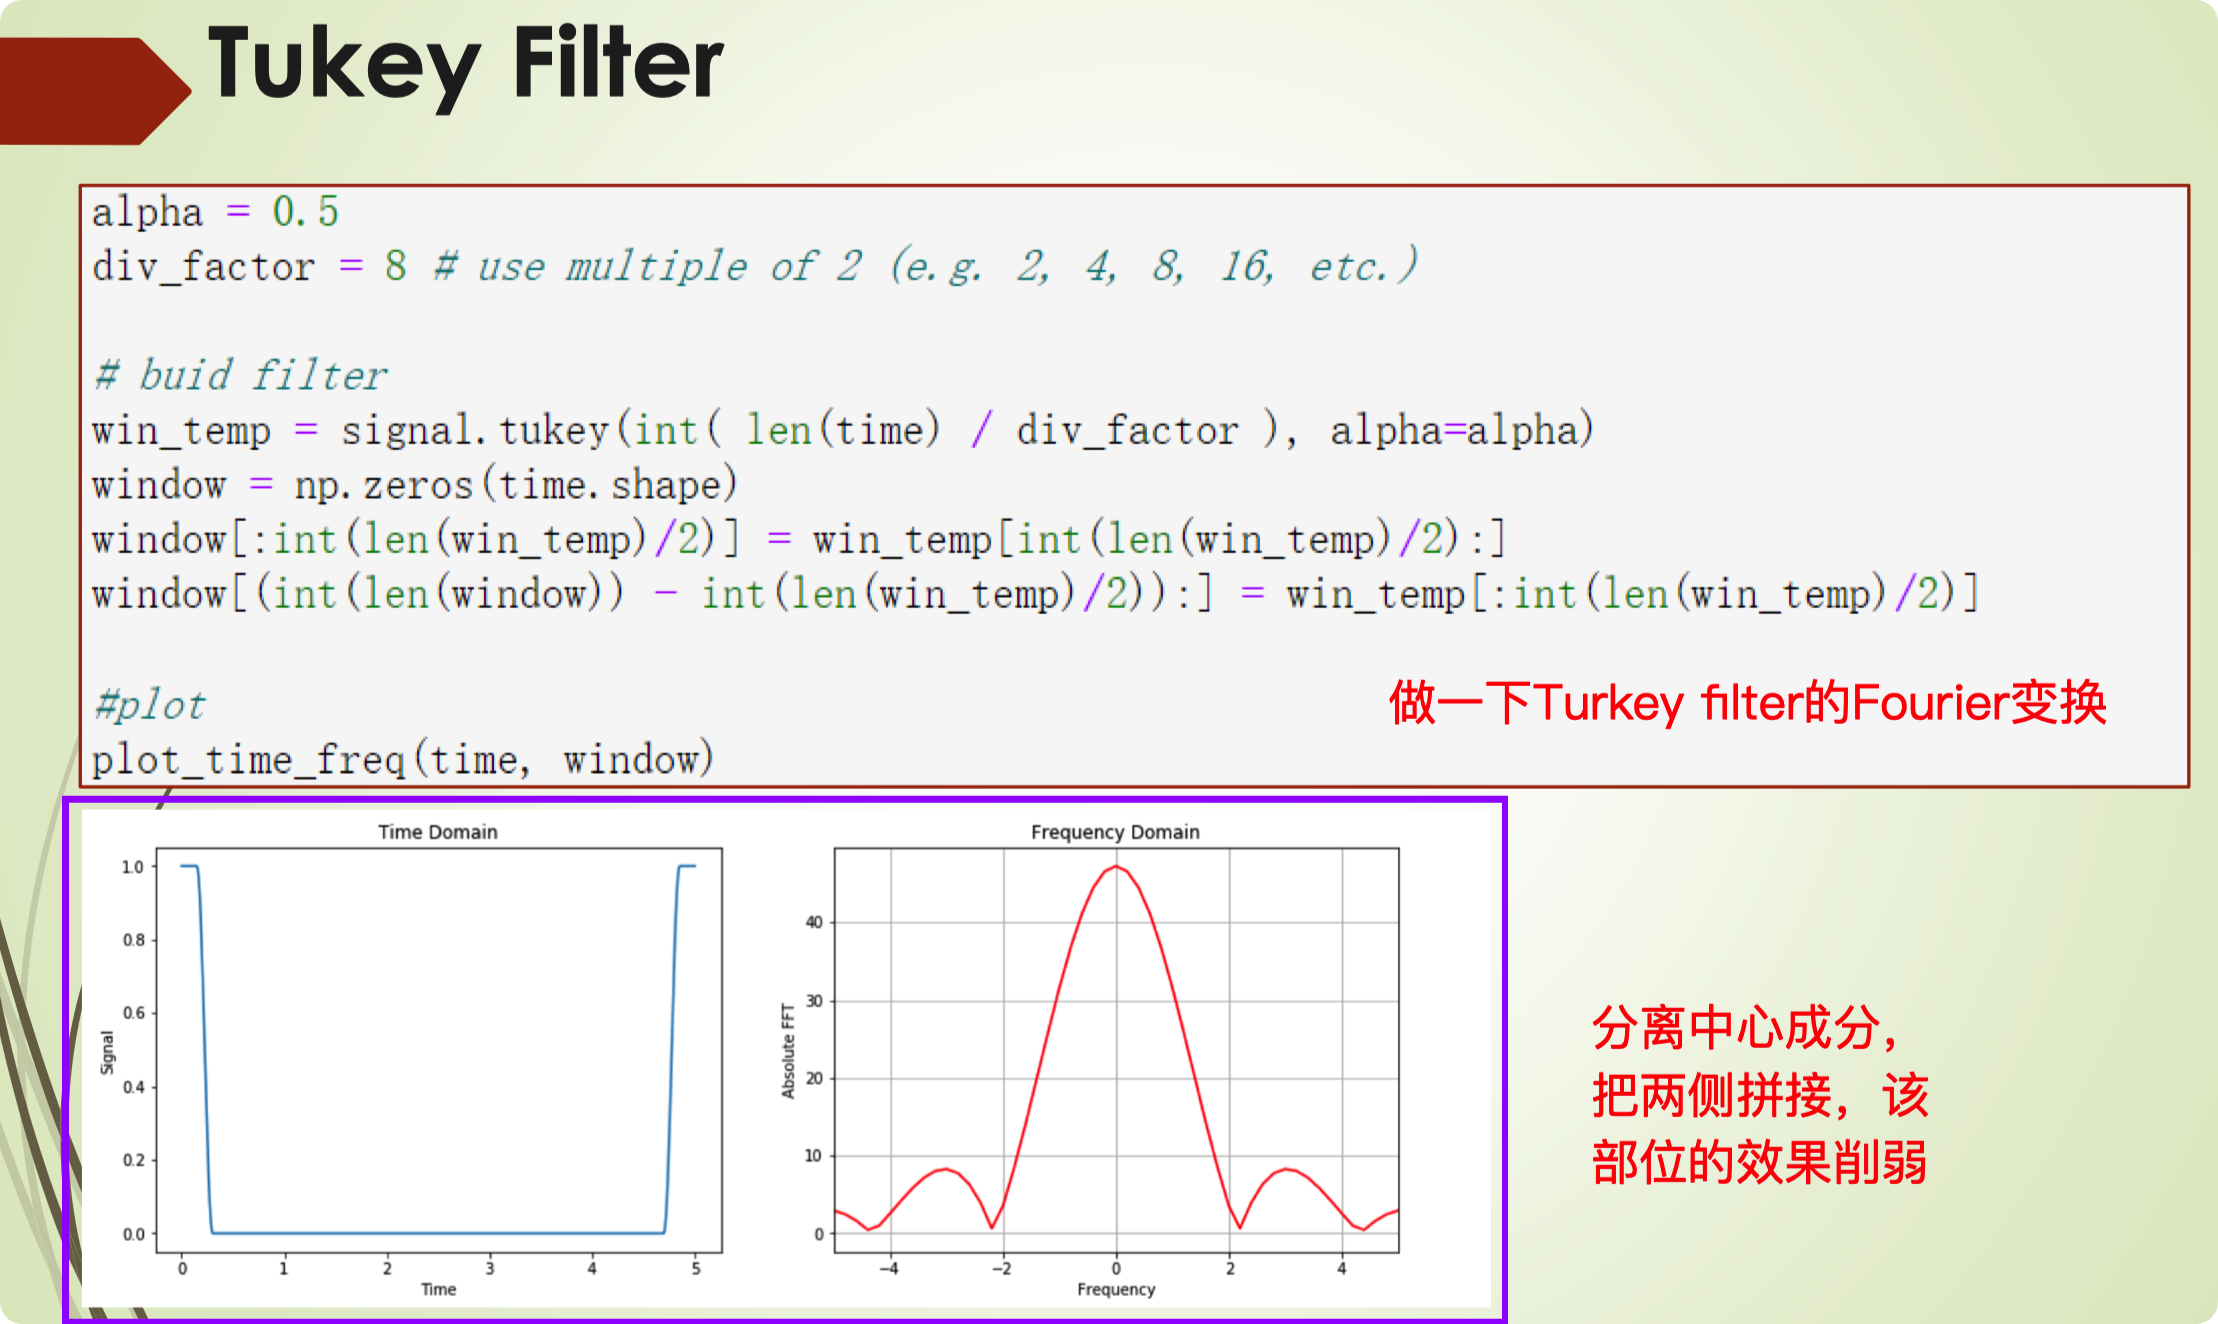 Tukey Filter
alpha = 0.5
div_factor = 8 # use multiple of 2 (e.g. 2, 4, 8, 16, etc.)
# buid filter
win_temp = signal.tukey(int( len(time) / div_factor ), alpha=alpha)
window = np.zeros(time.shape)
window[:int(len(win_temp)/2)] = win_temp[int(len(win_temp)/2):]
window[(int(len(window)) - int(len(win_temp)/2)):] = win_temp[:int(len(win_temp)/2)]
#plot
plot_time_freq(time, window)
做一下Turkey filter的Fourier变换
Time Domain
1.0
0.8
0.6
0.4
0.2
0.0
Signal
0 1 2 3 4 5
Time
Frequency Domain
40
30
20
10
0
Absolute FFT
−4 −2 0 2 4
Frequency
分离中心成分，
把两侧拼接，该
部位的效果削弱